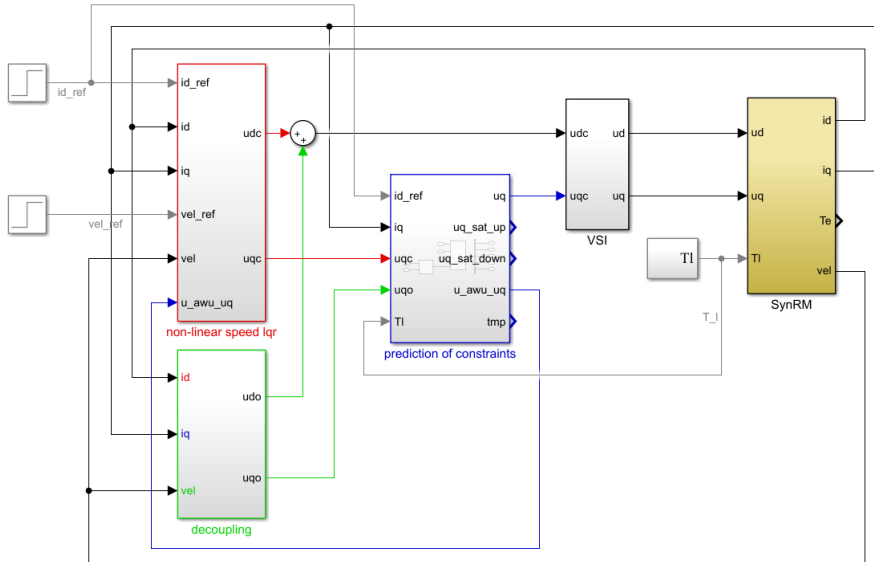 id_ref
id_ref
id
iq
vel_ref
vel_ref
vel
u_awu_uq
udc
uqc
non-linear speed lqr
+
+
id
iq
vel
udo
uqo
decoupling
id_ref
iq
uqc
uqo
Tl
uq
uq_sat_up
uq_sat_down
u_awu_uq
tmp
prediction of constraints
udc
uqc
ud
uq
VSI
Tl
T_l
ud
uq
Tl
id
iq
Te
vel
SynRM